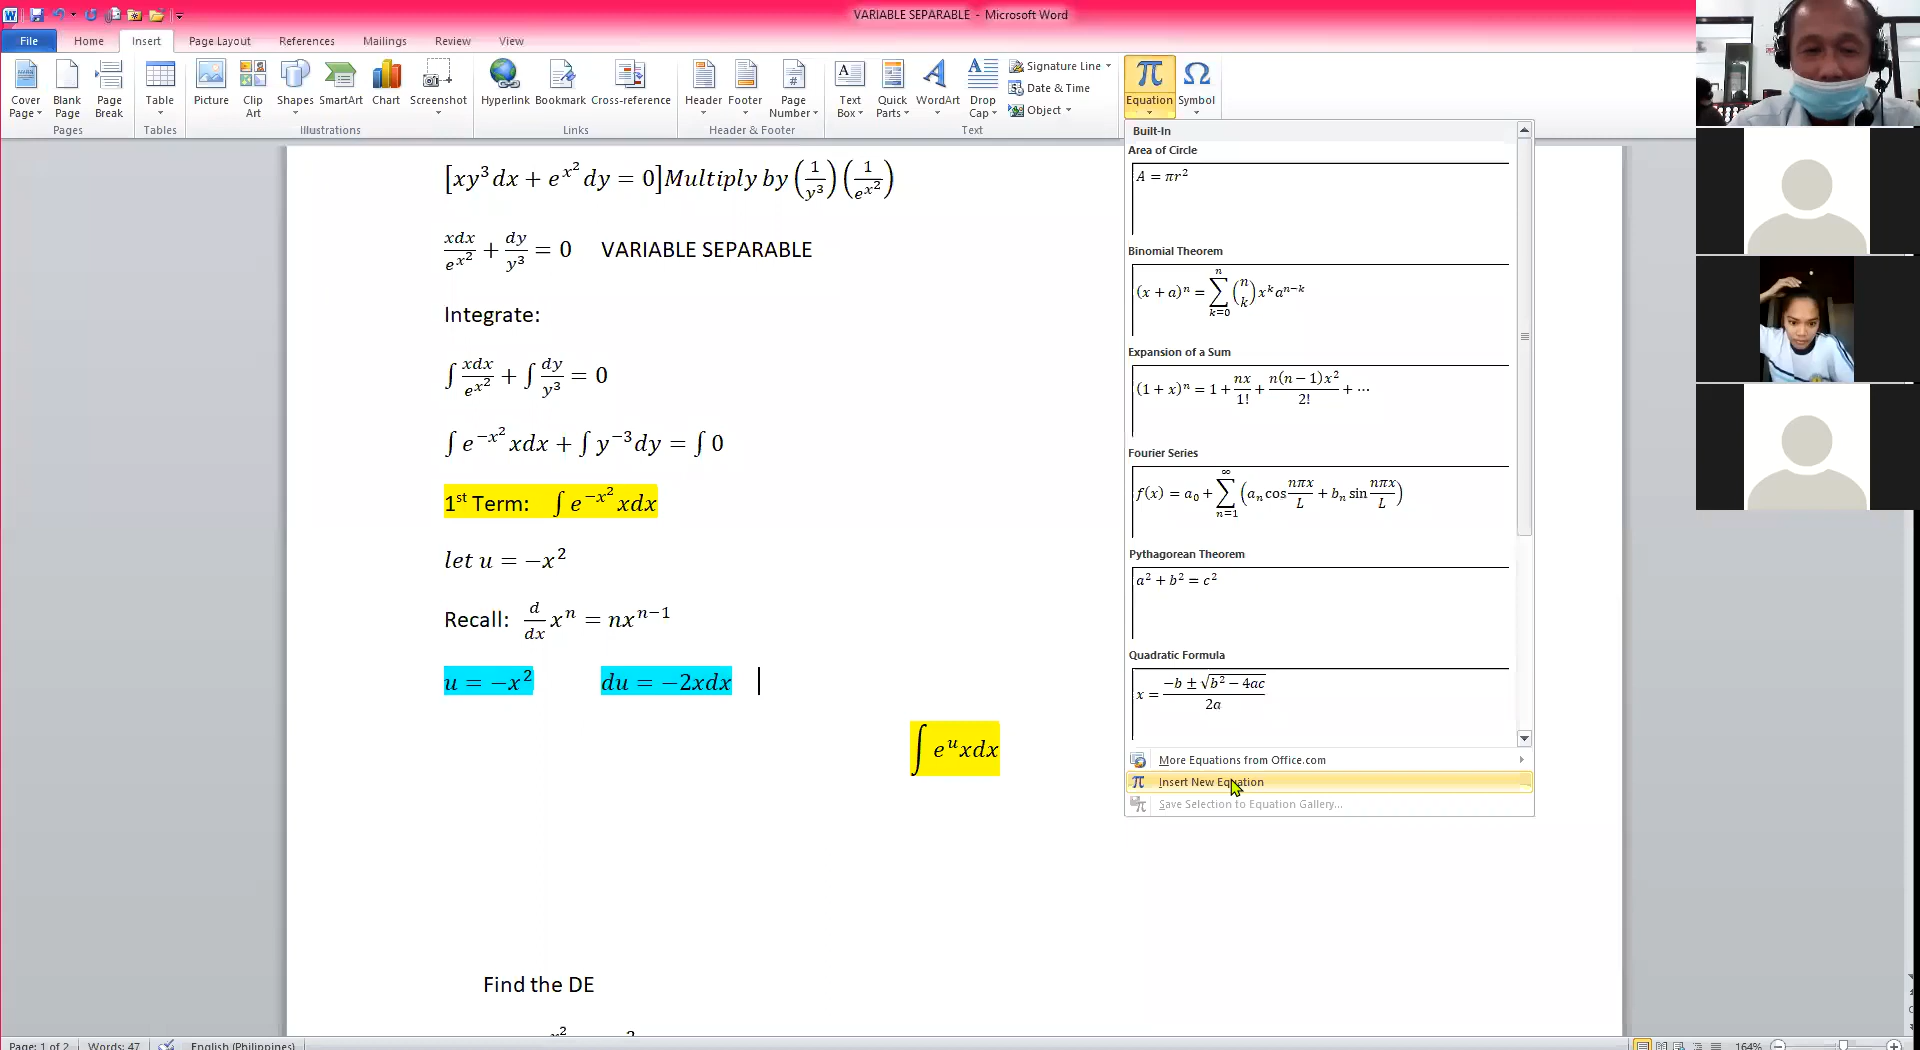 VARIABLE SEPARABLE - Microsoft Word
File Home Insert Page Layout References Mailings Review View
Cover Page Blank Page Page Break Table Picture Clip Art Shapes SmartArt Chart Screenshot Hyperlink Bookmark Cross-reference Header Footer Page Number Text Box Quick Parts WordArt Drop Cap Signature Line Date & Time Object Equation Symbol
Pages Tables Illustrations Links Header & Footer Text
[xy³dx + e^{x²}dy = 0]Multiply by (1/y³)(1/e^{x²})
xdx/e^{x²} + dy/y³ = 0 VARIABLE SEPARABLE
Integrate:
∫ xdx/e^{x²} + ∫ dy/y³ = 0
∫ e^{−x²} xdx + ∫ y^{−3}dy = ∫ 0
1st Term: ∫ e^{−x²} xdx
let u = −x²
Recall: d/dx xⁿ = nx^{n−1}
u = −x² du = −2xdx
∫ e^u xdx
Find the DE
Built-In
Area of Circle
A = πr²
Binomial Theorem
(x + a)ⁿ = ∑_{k=0}^{n} (n k) x^k a^{n−k}
Expansion of a Sum
(1 + x)ⁿ = 1 + nx/1! + n(n − 1)x²/2! + ⋯
Fourier Series
f(x) = a₀ + ∑_{n=1}^{∞} (aₙ cos nπx/L + bₙ sin nπx/L)
Pythagorean Theorem
a² + b² = c²
Quadratic Formula
x = (−b ± √(b² − 4ac))/2a
More Equations from Office.com
Insert New Equation
Save Selection to Equation Gallery...
Page: 1 of 2 Words: 47 English (Philippines) 164%